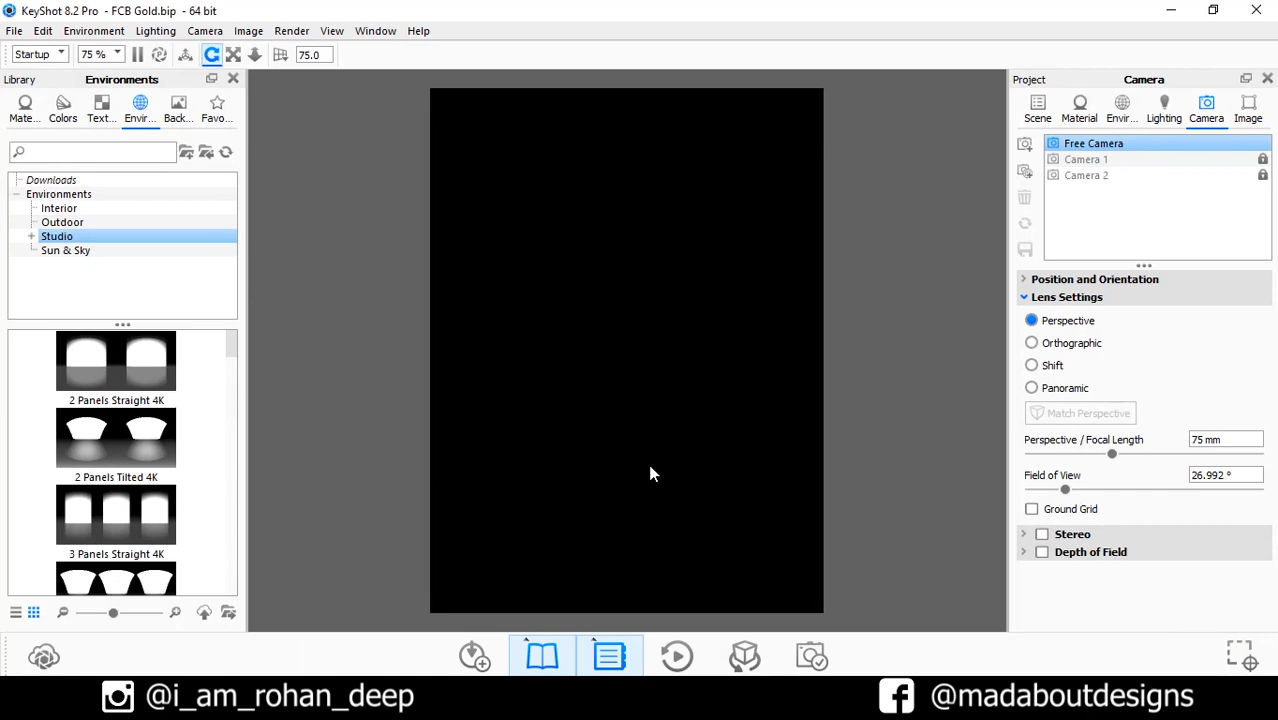 KeyShot 8.2 Pro - FCB Gold.bip - 64 bit
File Edit Environment Lighting Camera Image Render View Window Help
Startup 75 % 75.0
Library Environments
Mate... Colors Text... Envir... Back... Favo...
Downloads
Environments
Interior
Outdoor
Studio
Sun & Sky
2 Panels Straight 4K
2 Panels Tilted 4K
3 Panels Straight 4K
Project Camera
Scene Material Envir... Lighting Camera Image
Free Camera
Camera 1
Camera 2
Position and Orientation
Lens Settings
Perspective
Orthographic
Shift
Panoramic
Match Perspective
Perspective / Focal Length 75 mm
Field of View 26.992 °
Ground Grid
Stereo
Depth of Field
@i_am_rohan_deep @madaboutdesigns